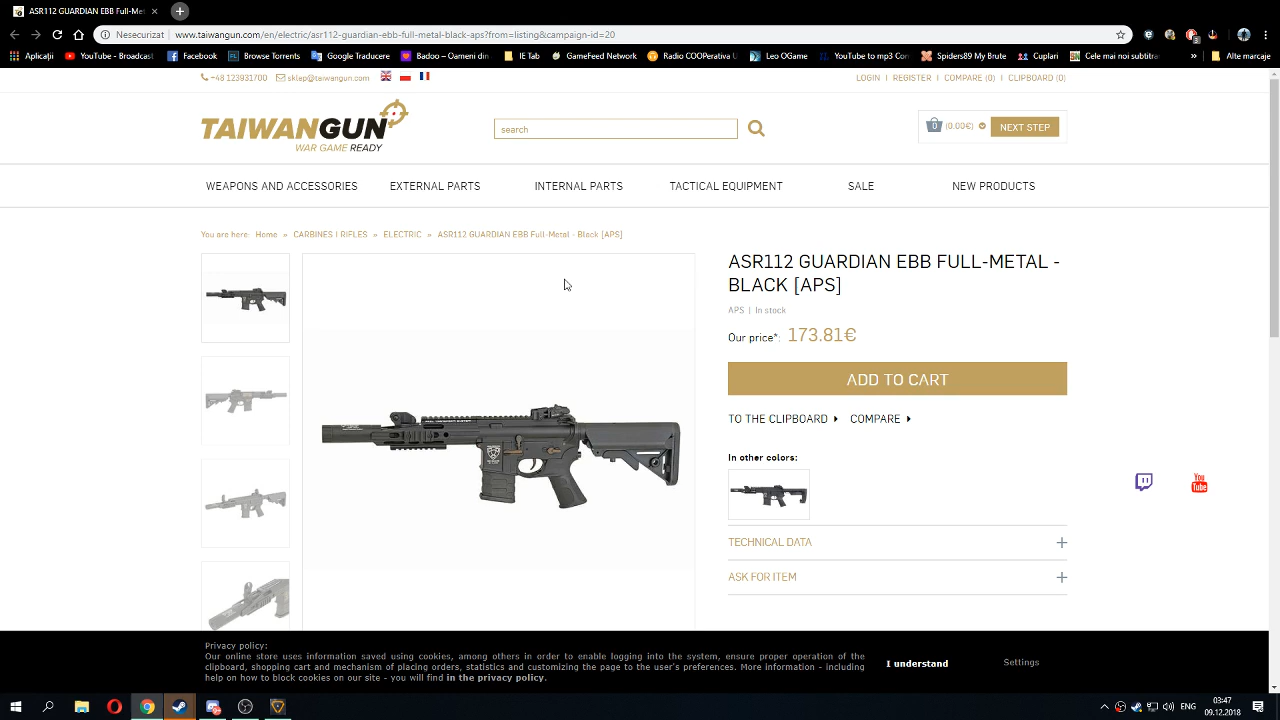 ASR112 GUARDIAN EBB Full-Metal - Bl
Nesecurizat | www.taiwangun.com/en/electric/asr112-guardian-ebb-full-metal-black-aps?from=listing&campaign-id=20
Aplicații YouTube - Broadcast Facebook Browse Torrents Google Traducere Badoo – Oameni din IE Tab GameFeed Network Radio COOPerativa U Leo OGame YouTube to mp3 Con Spiders89 Shop Cuplari Cele mai noi subtitra Alte marcaje
+48 123931700 sklep@taiwangun.com LOGIN | REGISTER | COMPARE (0) | CLIPBOARD (0)
TAIWANGUN
WAR GAME READY
search
0 (0.00€) NEXT STEP
WEAPONS AND ACCESSORIES EXTERNAL PARTS INTERNAL PARTS TACTICAL EQUIPMENT SALE NEW PRODUCTS
You are here: Home » CARBINES I RIFLES » ELECTRIC » ASR112 GUARDIAN EBB Full-Metal - Black [APS]
ASR112 GUARDIAN EBB FULL-METAL -
BLACK [APS]
APS | In stock
Our price*: 173.81€
ADD TO CART
TO THE CLIPBOARD COMPARE
In other colors:
You
Tube
TECHNICAL DATA +
ASK FOR ITEM +
Privacy policy:
Our online store uses information saved using cookies, among others in order to enable logging into the system, ensure proper operation of the
clipboard, shopping cart and mechanism of placing orders, statistics and customizing the page to the user's preferences. More information - including
help on how to block cookies on our site - you will find in the privacy policy.
I understand Settings
ENG
03:47
09.12.2018